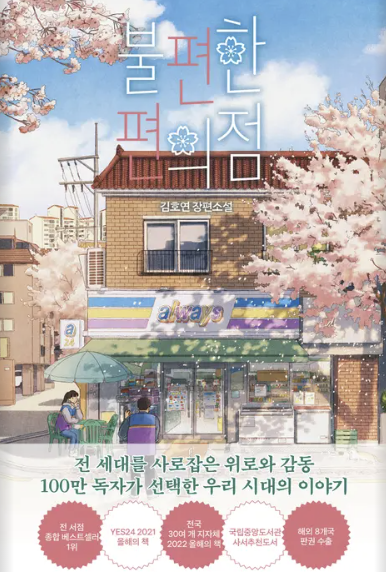 불편한
편의점
김호연 장편소설
always
a
24
전 세대를 사로잡은 위로와 감동
100만 독자가 선택한 우리 시대의 이야기
전 서점
종합 베스트셀러
1위
YES24 2021
올해의 책
전국
30여 개 지자체
2022 올해의 책
국립중앙도서관
사서추천도서
해외 8개국
판권 수출